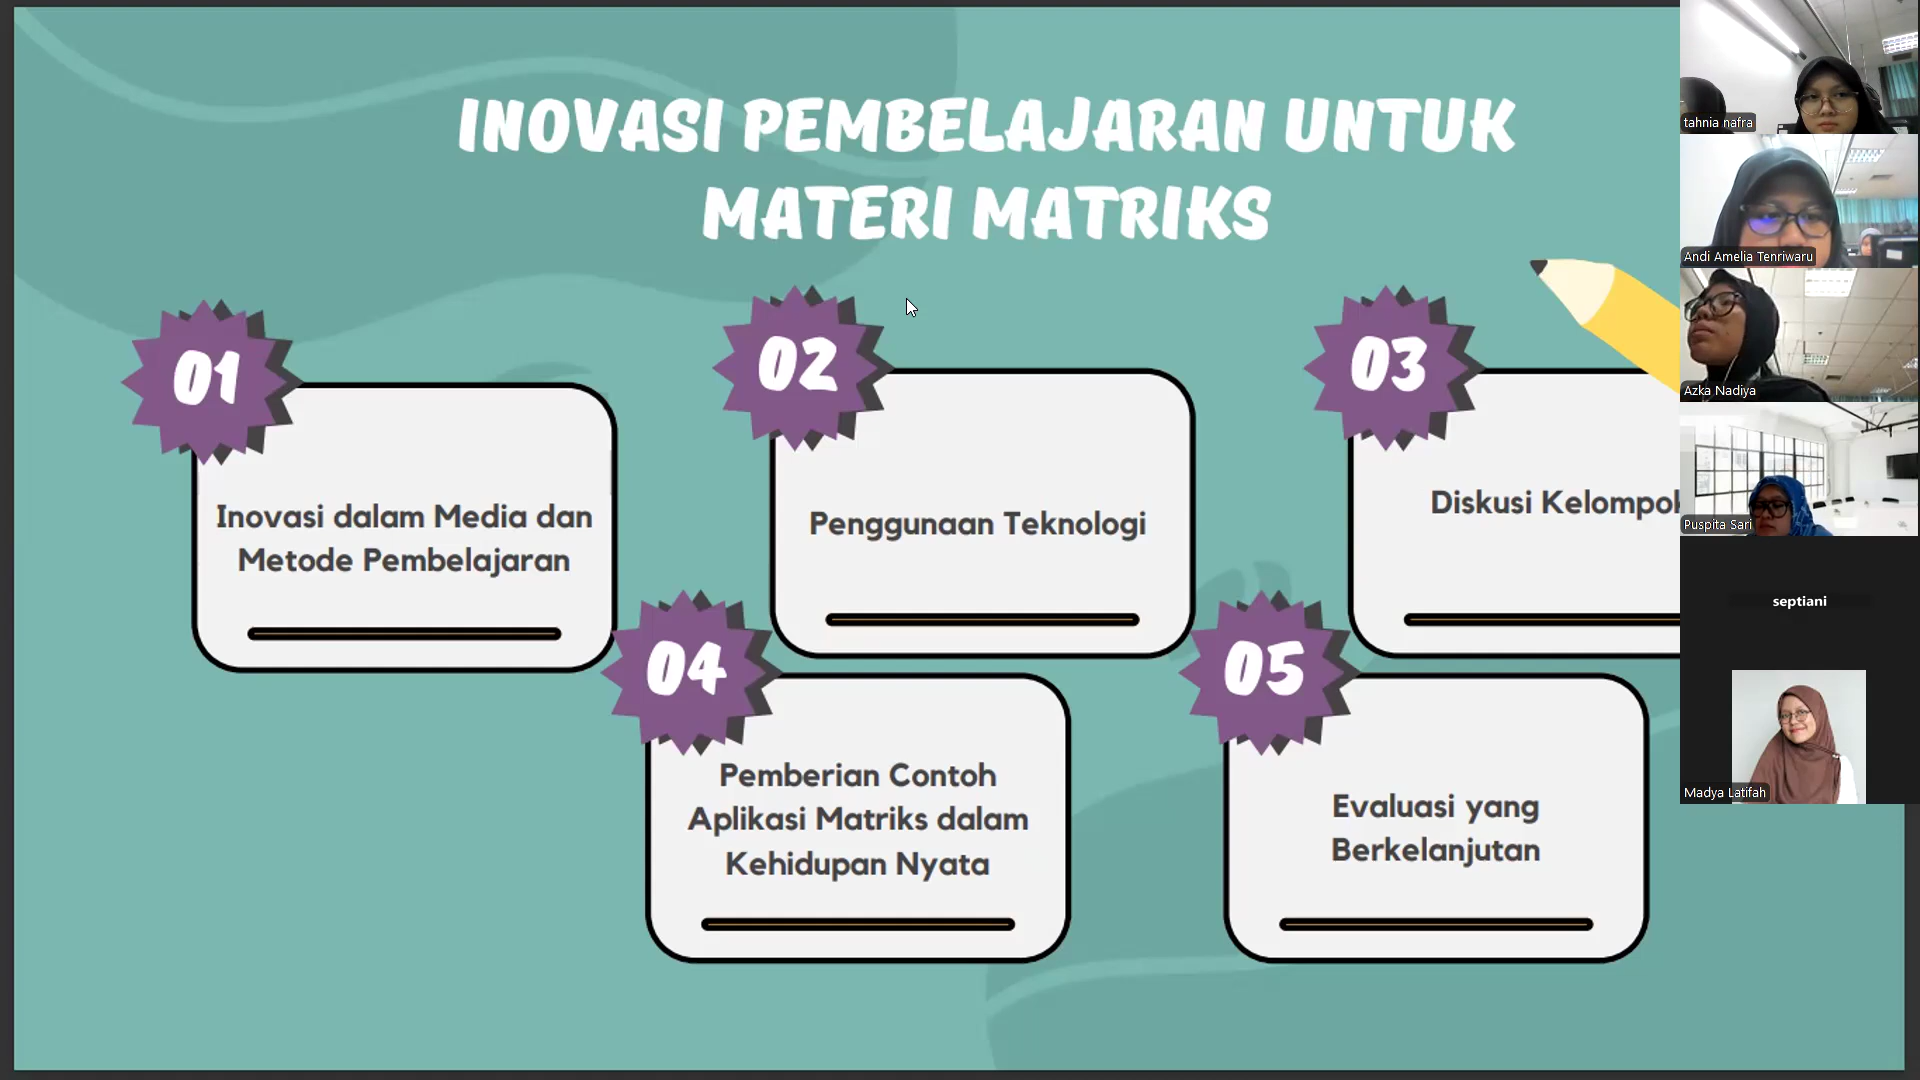 INOVASI PEMBELAJARAN UNTUK
MATERI MATRIKS
01
Inovasi dalam Media dan
Metode Pembelajaran
02
Penggunaan Teknologi
03
Diskusi Kelompok
04
Pemberian Contoh
Aplikasi Matriks dalam
Kehidupan Nyata
05
Evaluasi yang
Berkelanjutan
tahnia nafra
Andi Amelia Tenriwaru
Azka Nadiya
Puspita Sari
septiani
Madya Latifah